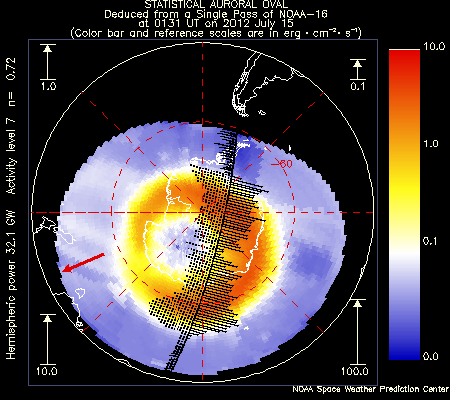 STATISTICAL AURORAL OVAL
Deduced from a Single Pass of NOAA-16
at 0131 UT on 2012 July 15
(Color bar and reference scales are in erg·cm⁻²·s⁻¹)
1.0
0.1
10.0
100.0
-60
Hemispheric power 32.1 GW Activity level 7 n= 0.72
10.0
1.0
0.1
0.0
NOAA Space Weather Prediction Center